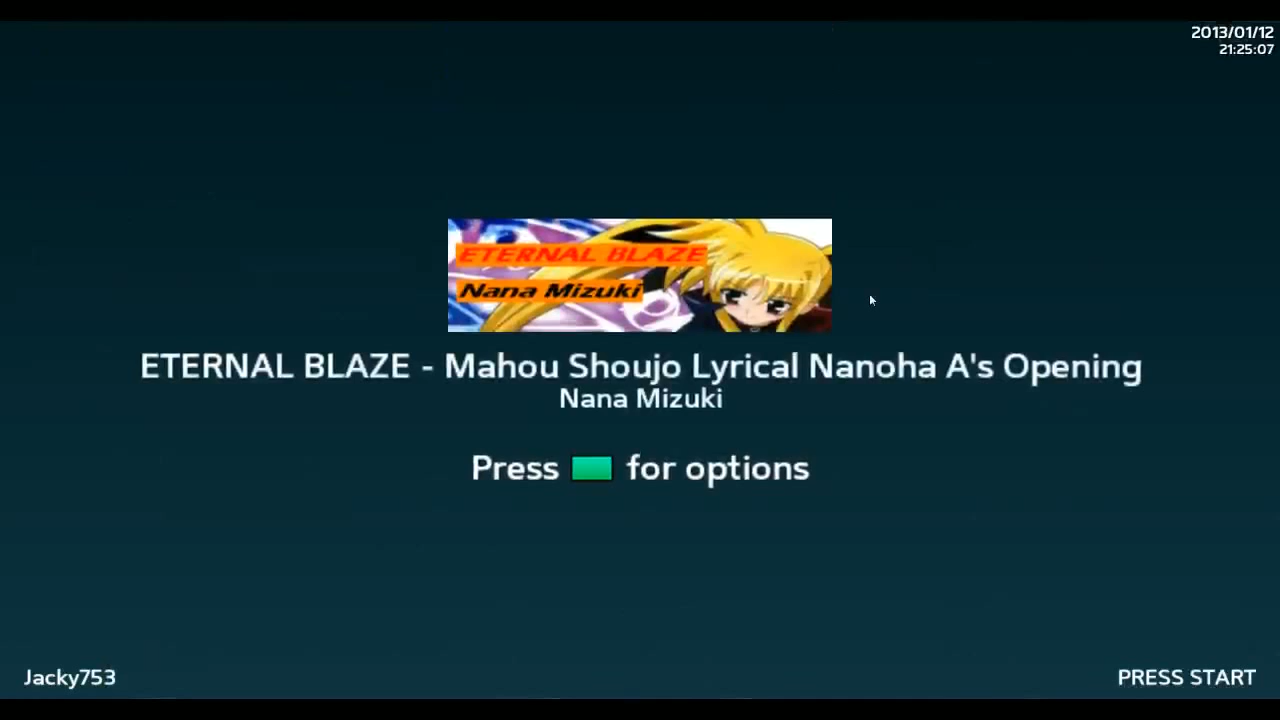 2013/01/12
21:25:07
ETERNAL BLAZE
Nana Mizuki
ETERNAL BLAZE - Mahou Shoujo Lyrical Nanoha A's Opening
Nana Mizuki
Press for options
Jacky753
PRESS START